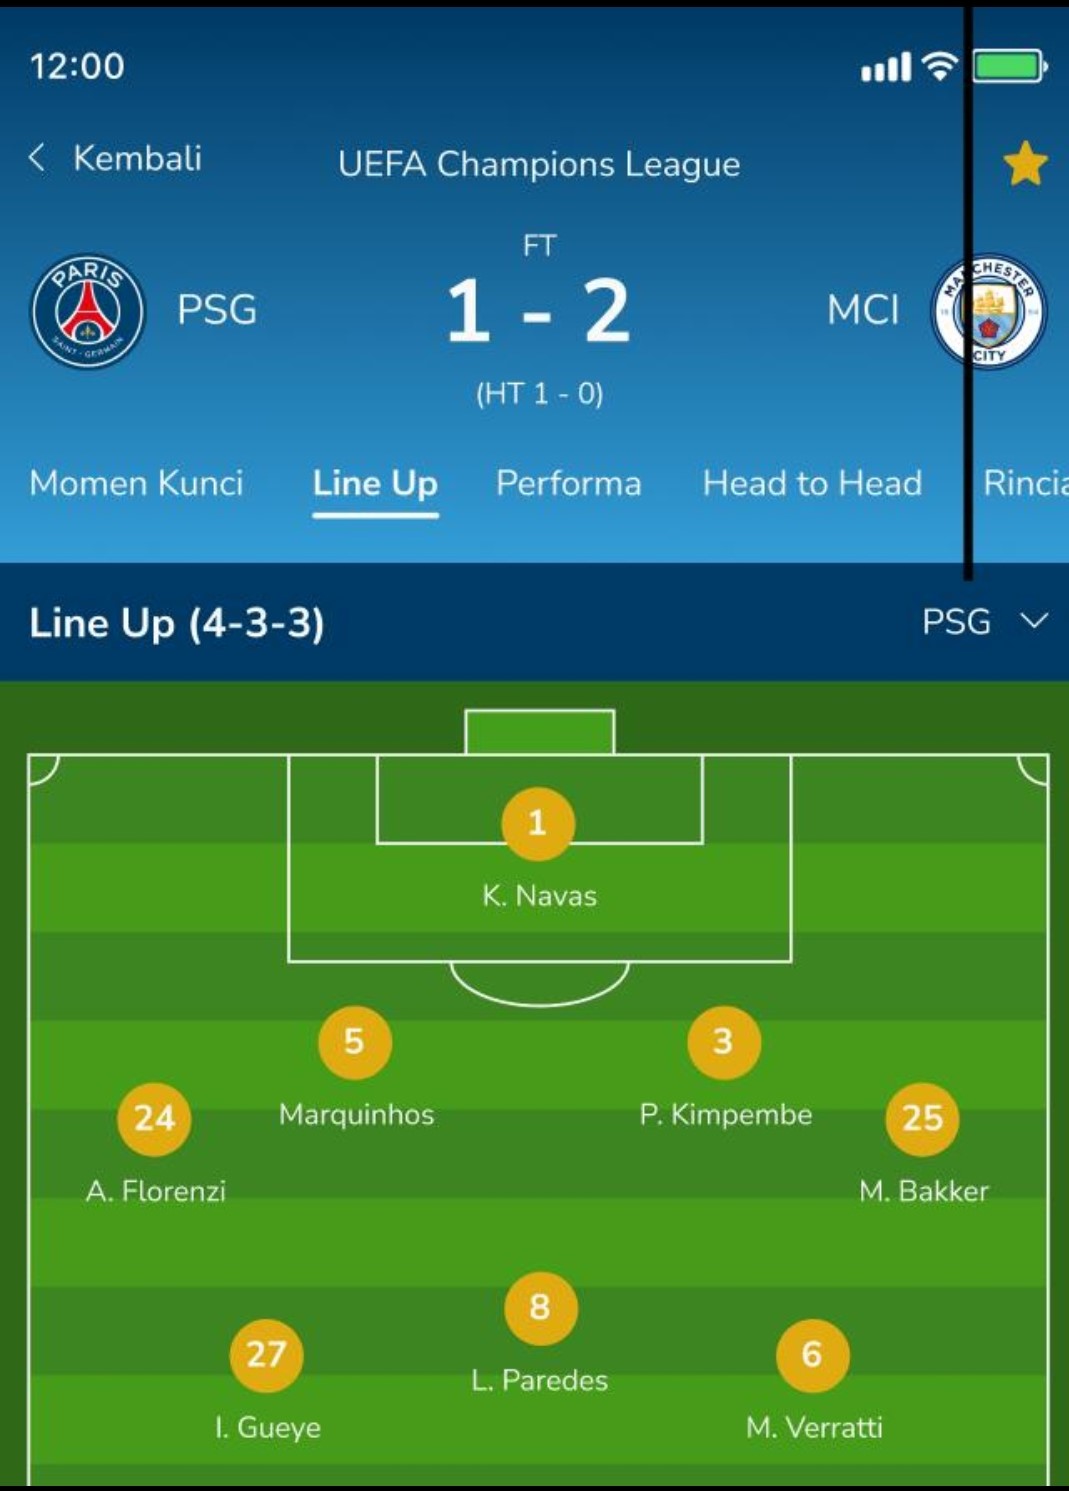 12:00
Kembali
UEFA Champions League
FT
PARIS
SAINT-GERMAIN
PSG
1 - 2
MCI
MANCHESTER
CITY
(HT 1 - 0)
Momen Kunci
Line Up
Performa
Head to Head
Rincia
Line Up (4-3-3)
PSG
1
K. Navas
5
Marquinhos
3
P. Kimpembe
24
A. Florenzi
25
M. Bakker
8
L. Paredes
27
I. Gueye
6
M. Verratti